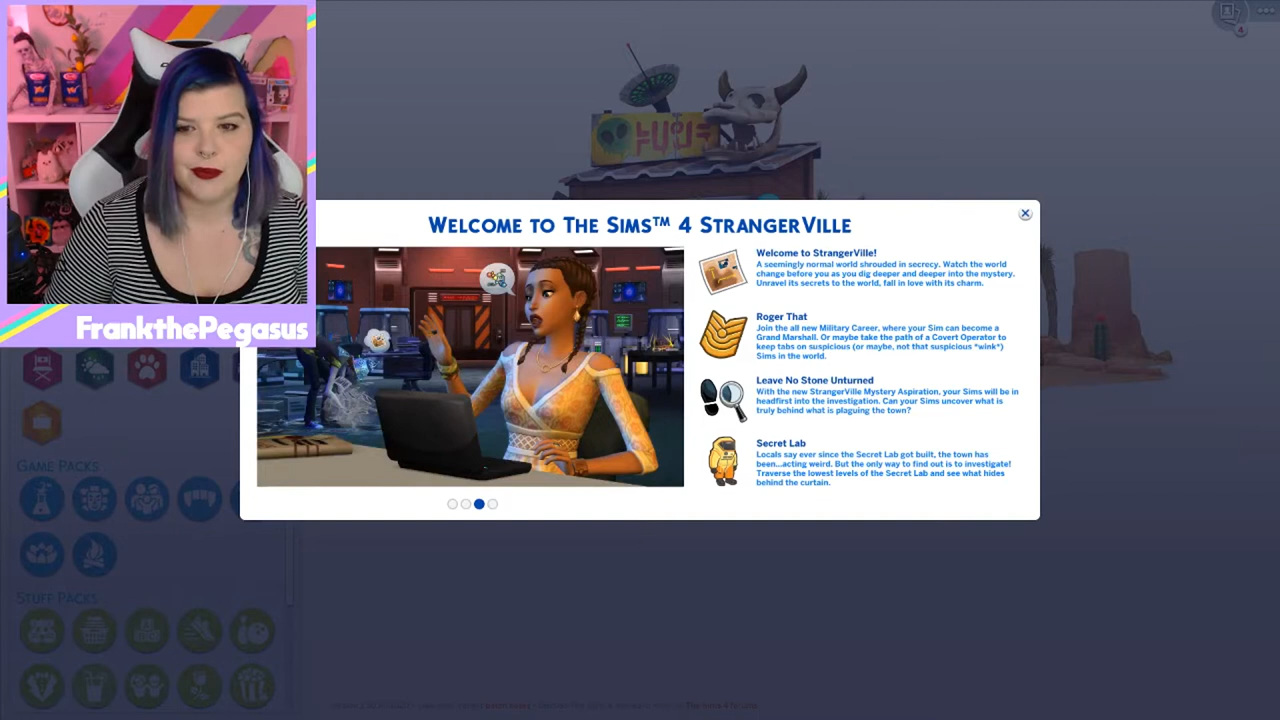 4
Welcome to The Sims™ 4 StrangerVille
FrankthePegasus
Welcome to StrangerVille!
A seemingly normal world shrouded in secrecy. Watch the world
change before you as you dig deeper and deeper into the mystery.
Unravel its secrets to the world, fall in love with its charm.
Roger That
Join the all new Military Career, where your Sim can become a
Grand Marshall. Or maybe take the path of a Covert Operator to
keep tabs on suspicious (or maybe, not that suspicious *wink*)
Sims in the world.
Leave No Stone Unturned
With the new StrangerVille Mystery Aspiration, your Sims will be in
headfirst into the investigation. Can your Sims uncover what is
truly behind what is plaguing the town?
Secret Lab
Locals say ever since the Secret Lab got built, the town has
been...acting weird. But the only way to find out is to investigate!
Traverse the lowest levels of the Secret Lab and see what hides
behind the curtain.
Game Packs
Stuff Packs